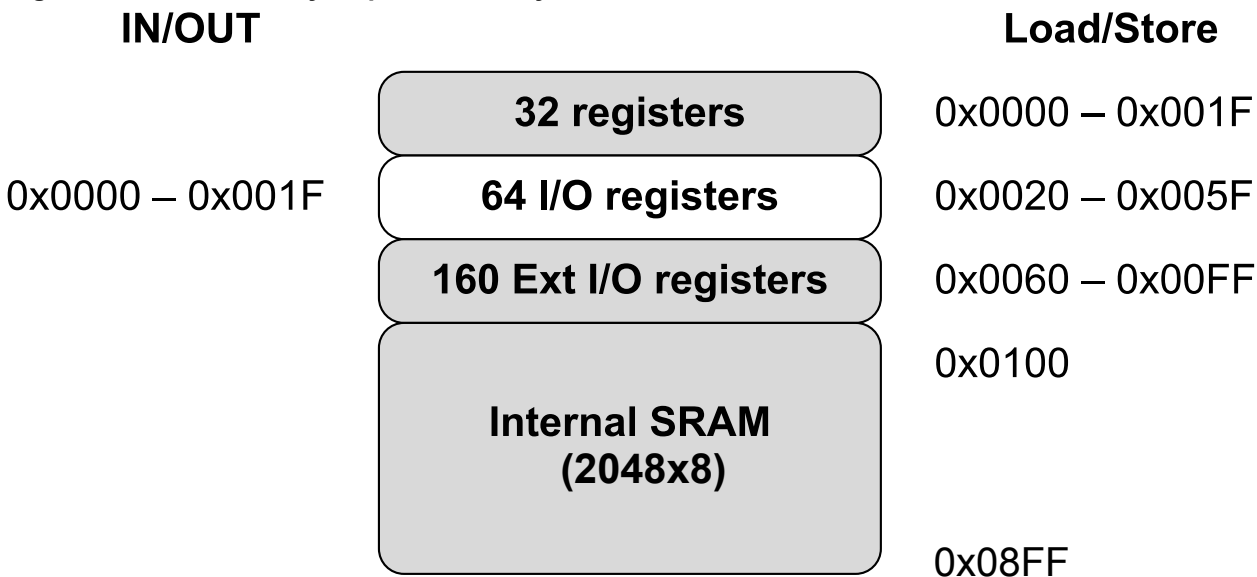 IN/OUT
Load/Store
32 registers
0x0000 – 0x001F
0x0000 – 0x001F
64 I/O registers
0x0020 – 0x005F
160 Ext I/O registers
0x0060 – 0x00FF
0x0100
Internal SRAM
(2048x8)
0x08FF